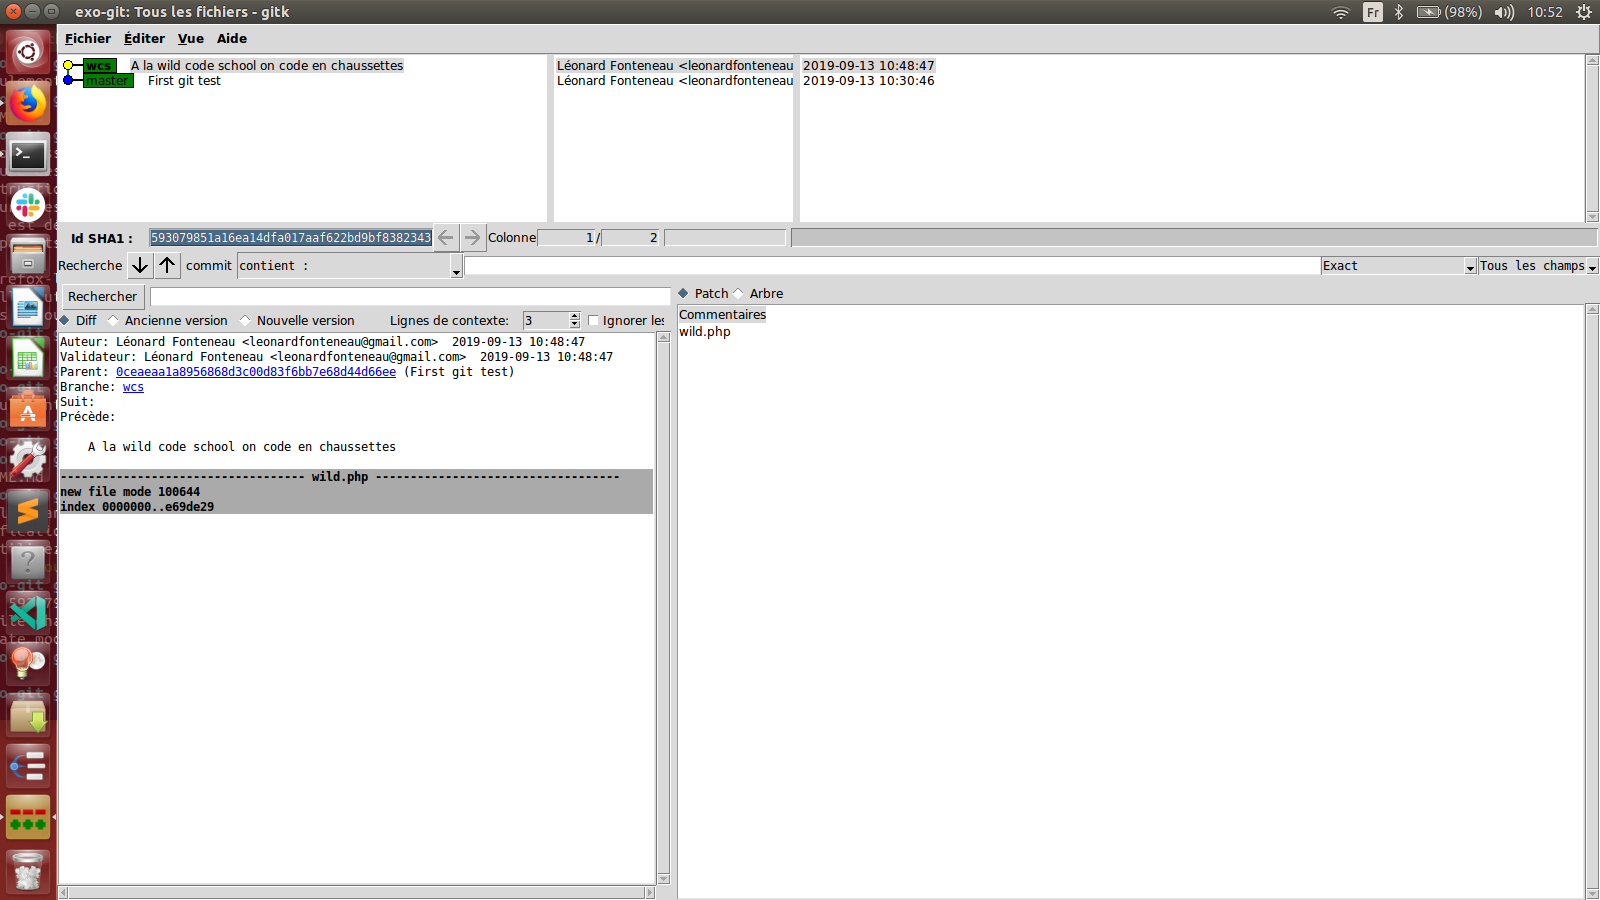 exo-git: Tous les fichiers - gitk
Fr (98%) 10:52
Fichier Éditer Vue Aide
wcs A la wild code school on code en chaussettes Léonard Fonteneau <leonardfonteneau 2019-09-13 10:48:47
master First git test Léonard Fonteneau <leonardfonteneau 2019-09-13 10:30:46
Id SHA1 : 593079851a16ea14dfa017aaf622bd9bf8382343 Colonne 1 / 2
Recherche commit contient : Exact Tous les champs
Rechercher
Patch Arbre
Diff Ancienne version Nouvelle version Lignes de contexte: 3 Ignorer les
Commentaires
wild.php
Auteur: Léonard Fonteneau <leonardfonteneau@gmail.com> 2019-09-13 10:48:47
Validateur: Léonard Fonteneau <leonardfonteneau@gmail.com> 2019-09-13 10:48:47
Parent: 0ceaeaa1a8956868d3c00d83f6bb7e68d44d66ee (First git test)
Branche: wcs
Suit:
Précède:
A la wild code school on code en chaussettes
----------------------------------- wild.php -----------------------------------
new file mode 100644
index 0000000..e69de29